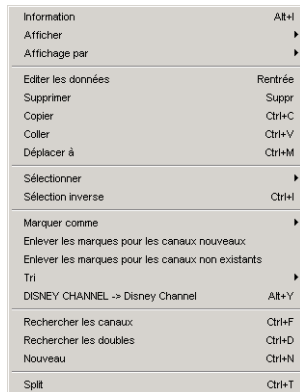 Information Alt+I
Afficher
Affichage par
Editer les données Rentrée
Supprimer Suppr
Copier Ctrl+C
Coller Ctrl+V
Déplacer à Ctrl+M
Sélectionner
Sélection inverse Ctrl+I
Marquer comme
Enlever les marques pour les canaux nouveaux
Enlever les marques pour les canaux non existants
Tri
DISNEY CHANNEL -> Disney Channel Alt+Y
Rechercher les canaux Ctrl+F
Rechercher les doubles Ctrl+D
Nouveau Ctrl+N
Split Ctrl+T